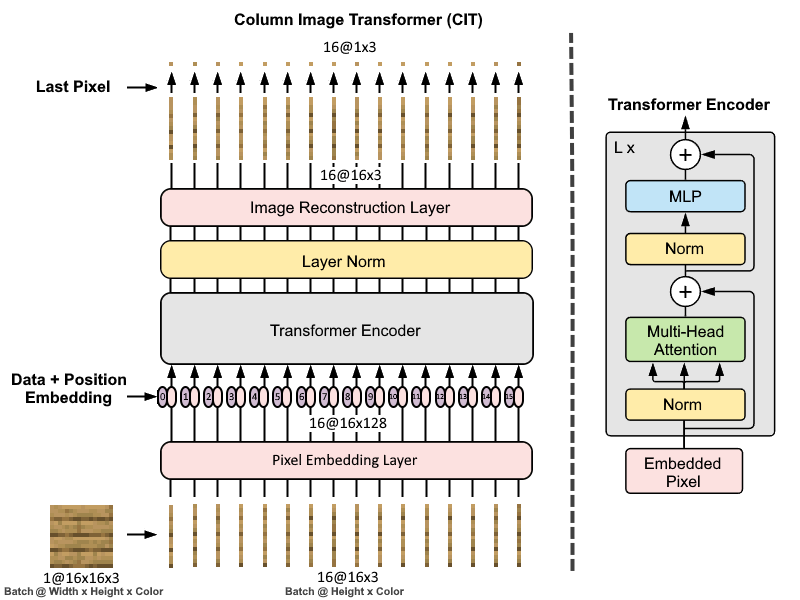 Column Image Transformer (CIT)
16@1x3
Last Pixel
16@16x3
Image Reconstruction Layer
Layer Norm
Transformer Encoder
Data + Position
Embedding
0 1 2 3 4 5 6 7 8 9 10 11 12 13 14 15
16@16x128
Pixel Embedding Layer
1@16x16x3
Batch @ Width x Height x Color
16@16x3
Batch @ Height x Color
Transformer Encoder
L x
+
MLP
Norm
+
Multi-Head
Attention
Norm
Embedded
Pixel